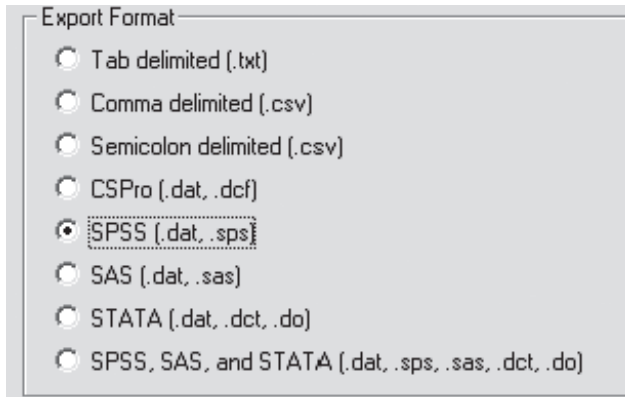 Export Format
Tab delimited (.txt)
Comma delimited (.csv)
Semicolon delimited (.csv)
CSPro (.dat, .dcf)
SPSS (.dat, .sps)
SAS (.dat, .sas)
STATA (.dat, .dct, .do)
SPSS, SAS, and STATA (.dat, .sps, .sas, .dct, .do)